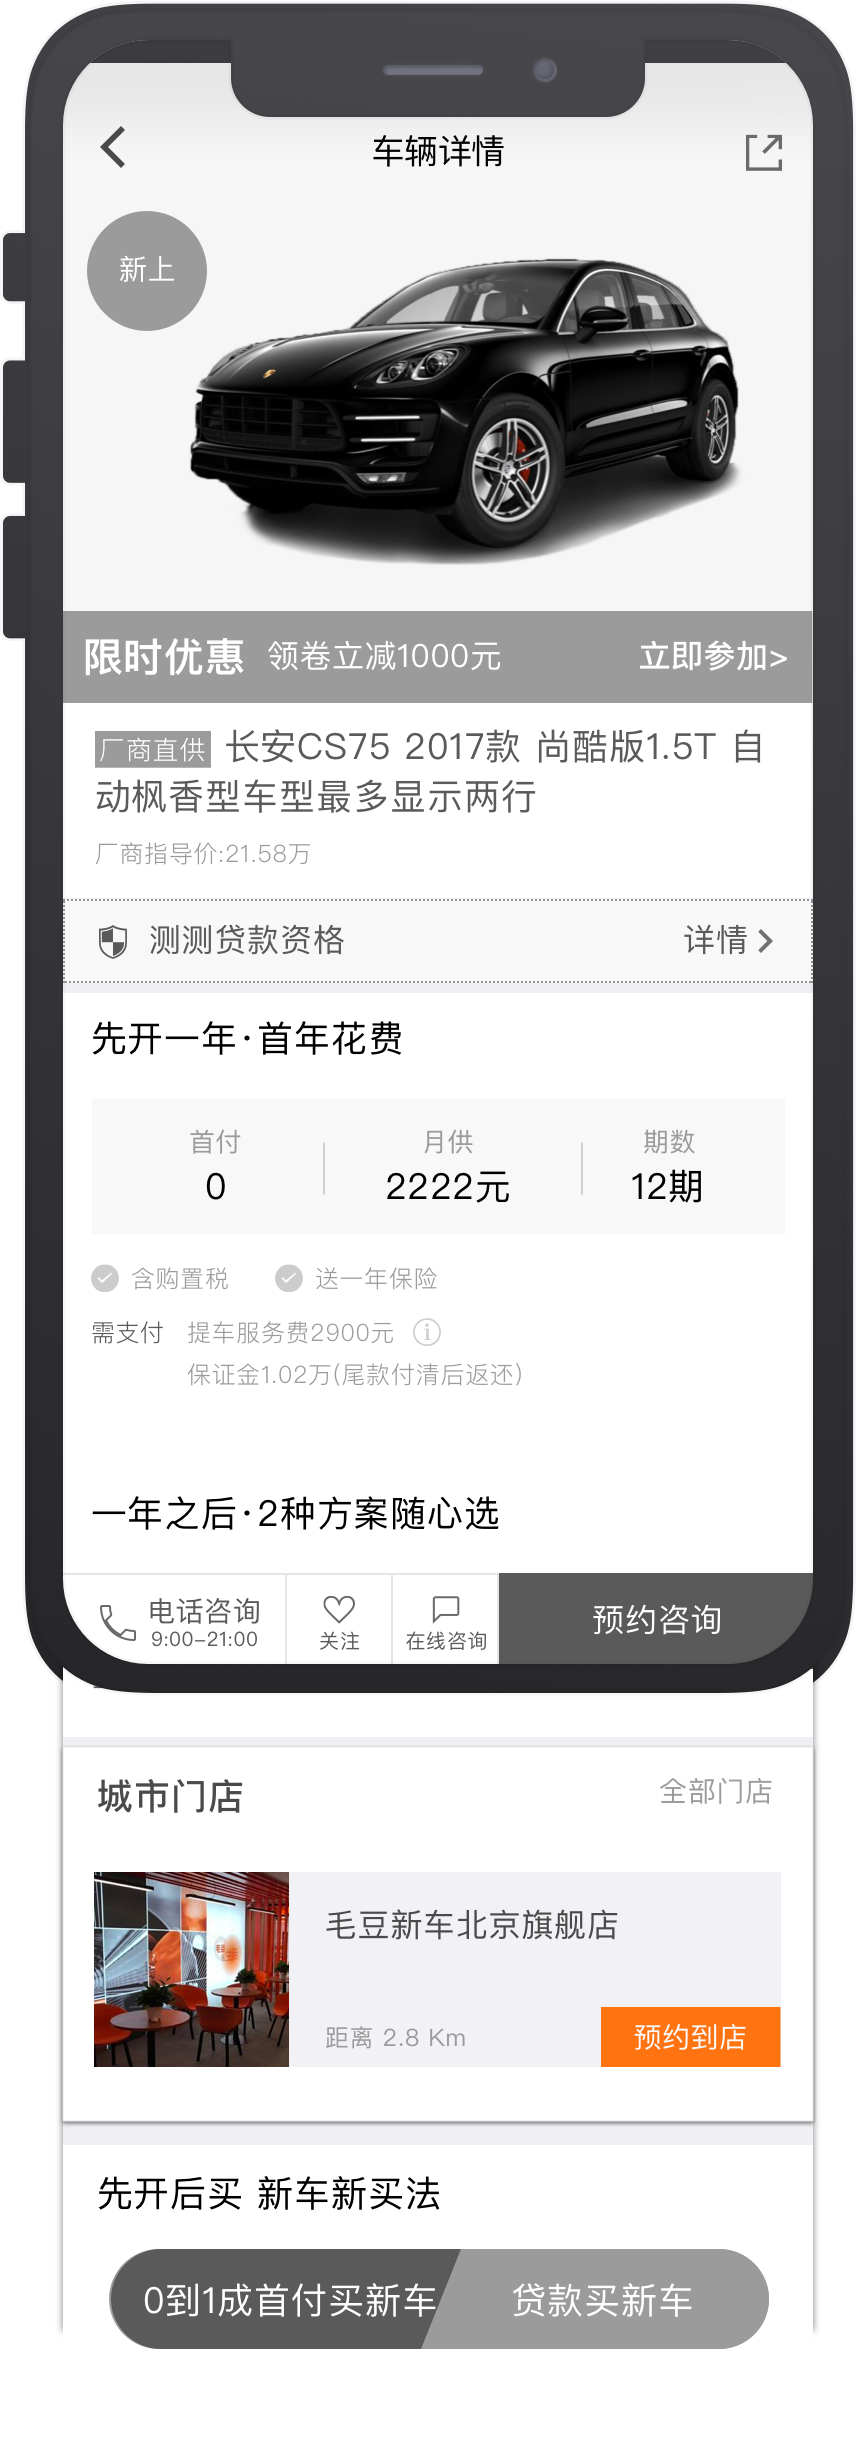 车辆详情
新上
限时优惠 领卷立减1000元 立即参加>
厂商直供 长安CS75 2017款 尚酷版1.5T 自
动枫香型车型最多显示两行
厂商指导价:21.58万
测测贷款资格 详情
先开一年·首年花费
首付 月供 期数
0 2222元 12期
含购置税 送一年保险
需支付 提车服务费2900元
保证金1.02万(尾款付清后返还)
一年之后·2种方案随心选
电话咨询
9:00-21:00
关注
在线咨询
预约咨询
城市门店 全部门店
毛豆新车北京旗舰店
距离 2.8 Km 预约到店
先开后买 新车新买法
0到1成首付买新车 贷款买新车